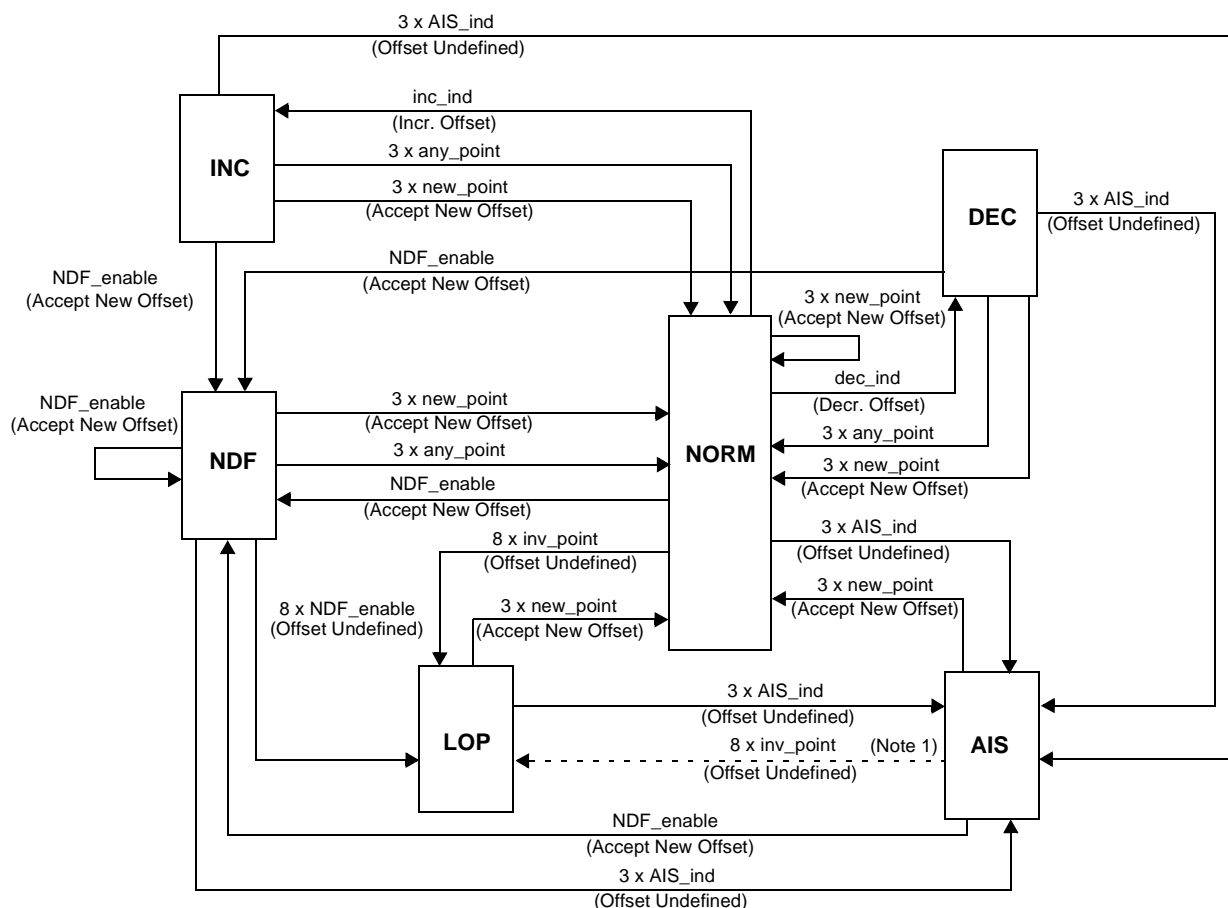 3 x AIS_ind
(Offset Undefined)
inc_ind
(Incr. Offset)
INC
3 x any_point
3 x new_point
(Accept New Offset)
DEC
3 x AIS_ind
(Offset Undefined)
NDF_enable
(Accept New Offset)
NDF_enable
(Accept New Offset)
3 x new_point
(Accept New Offset)
dec_ind
(Decr. Offset)
NDF_enable
(Accept New Offset)
NDF
3 x new_point
(Accept New Offset)
3 x any_point
NORM
3 x any_point
3 x new_point
(Accept New Offset)
NDF_enable
(Accept New Offset)
8 x inv_point
(Offset Undefined)
3 x AIS_ind
(Offset Undefined)
3 x new_point
(Accept New Offset)
8 x NDF_enable
(Offset Undefined)
3 x new_point
(Accept New Offset)
LOP
3 x AIS_ind
(Offset Undefined)
8 x inv_point (Note 1)
(Offset Undefined)
AIS
NDF_enable
(Accept New Offset)
3 x AIS_ind
(Offset Undefined)